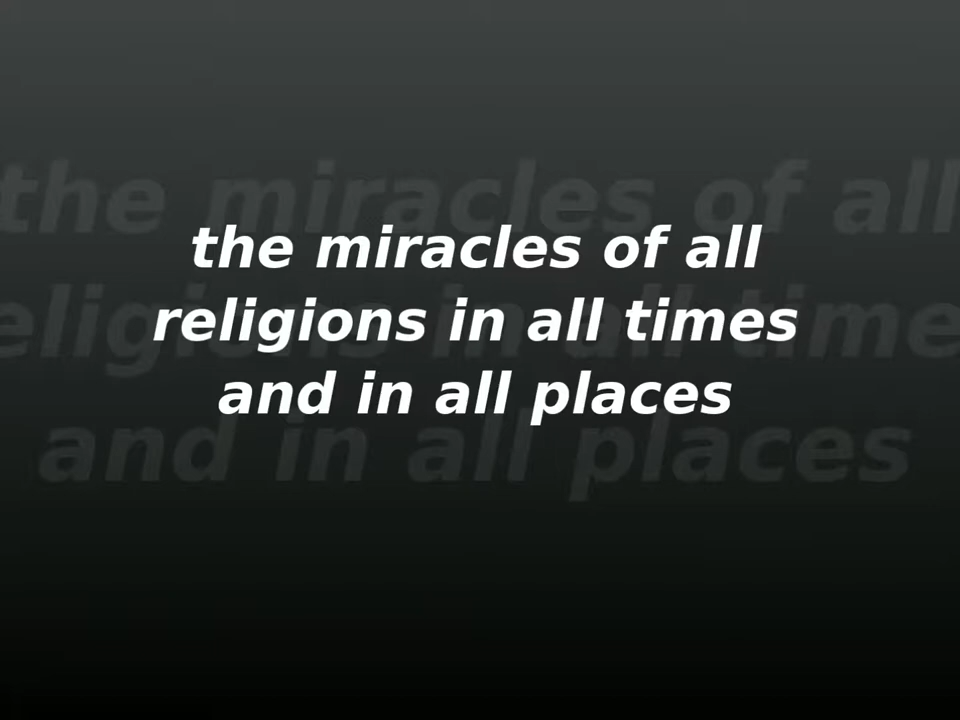 the miracles of all
religions in all times
and in all places